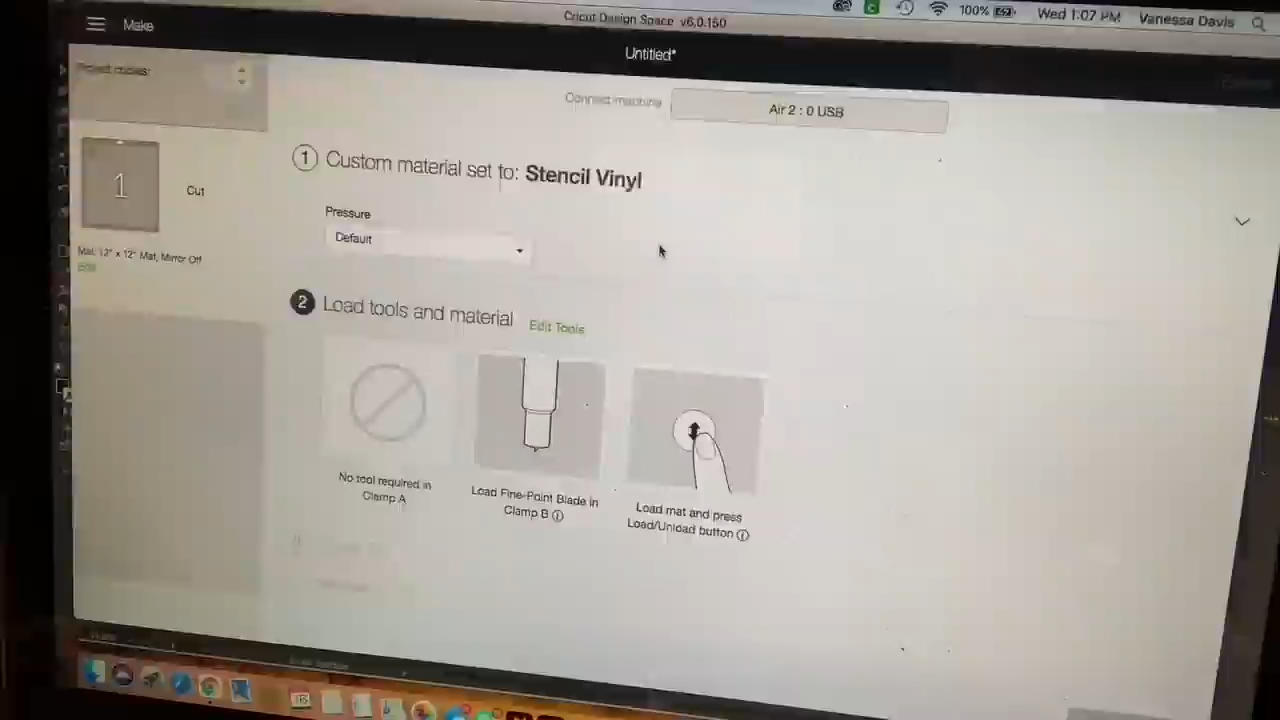 Cricut Design Space v6.0.150
100%
Wed 1:07 PM
Vanessa Davis
Make
Untitled*
Project copies:
Connect machine
Air 2 : 0 USB
1 Custom material set to: Stencil Vinyl
1
Cut
Pressure
Default
Mat: 12" x 12" Mat, Mirror Off
Edit
2 Load tools and material
Edit Tools
No tool required in
Clamp A
Load Fine-Point Blade in
Clamp B
Load mat and press
Load/Unload button